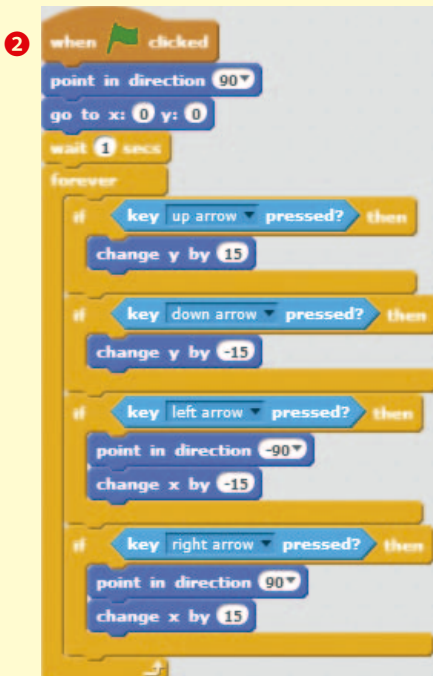 2
when clicked
point in direction 90
go to x: 0 y: 0
wait 1 secs
forever
if key up arrow pressed? then
change y by 15
if key down arrow pressed? then
change y by -15
if key left arrow pressed? then
point in direction -90
change x by -15
if key right arrow pressed? then
point in direction 90
change x by 15